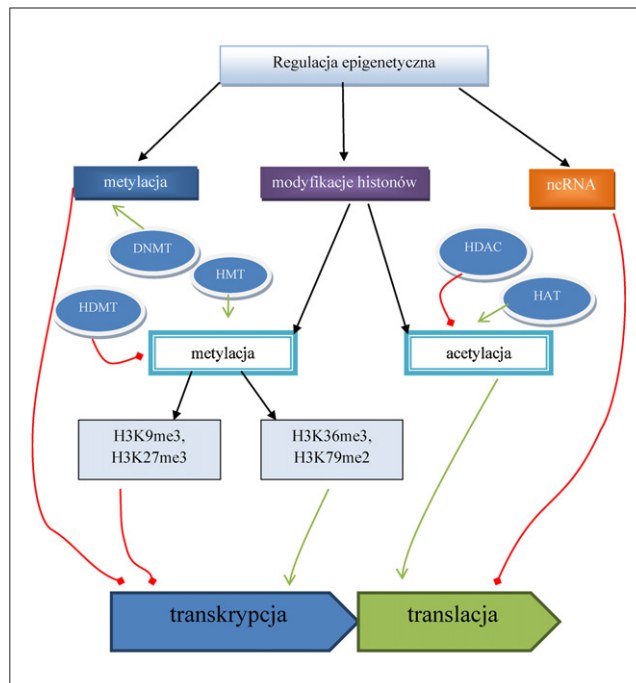 Regulacja epigenetyczna
metylacja
modyfikacje histonów
ncRNA
DNMT
HMT
HDMT
HDAC
HAT
metylacja
acetylacja
H3K9me3,
H3K27me3
H3K36me3,
H3K79me2
transkrypcja
translacja